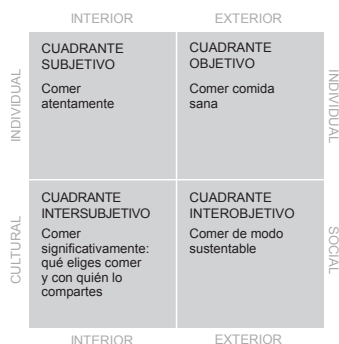 INTERIOR
EXTERIOR
INDIVIDUAL
CUADRANTE
SUBJETIVO
Comer
atentamente
CUADRANTE
OBJETIVO
Comer comida
sana
INDIVIDUAL
CULTURAL
CUADRANTE
INTERSUBJETIVO
Comer
significativamente:
qué eliges comer
y con quién lo
compartes
CUADRANTE
INTEROBJETIVO
Comer de modo
sustentable
SOCIAL
INTERIOR
EXTERIOR